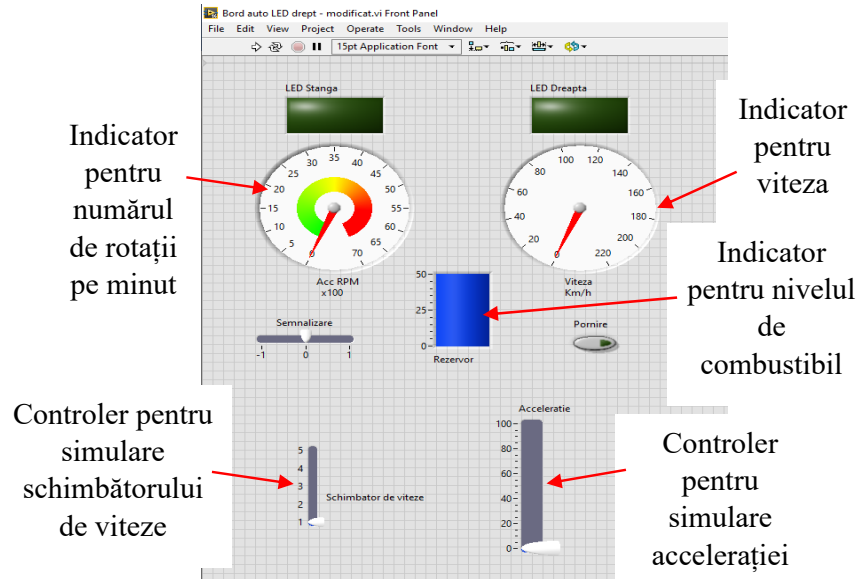 Bord auto LED drept - modificat.vi Front Panel
File Edit View Project Operate Tools Window Help
15pt Application Font
LED Stanga
LED Dreapta
Indicator
pentru
numărul
de rotații
pe minut
0 5 10 15 20 25 30 35 40 45 50 55 60 65 70
Acc RPM
x100
0 20 40 60 80 100 120 140 160 180 200 220
Viteza
Km/h
Indicator
pentru
viteza
Indicator
pentru nivelul
de
combustibil
50
25
0
Rezervor
Semnalizare
-1 0 1
Pornire
Controler pentru
simulare
schimbătorului
de viteze
5
4
3
2
1
Schimbator de viteze
Acceleratie
100
80
60
40
20
0
Controler
pentru
simulare
accelerației